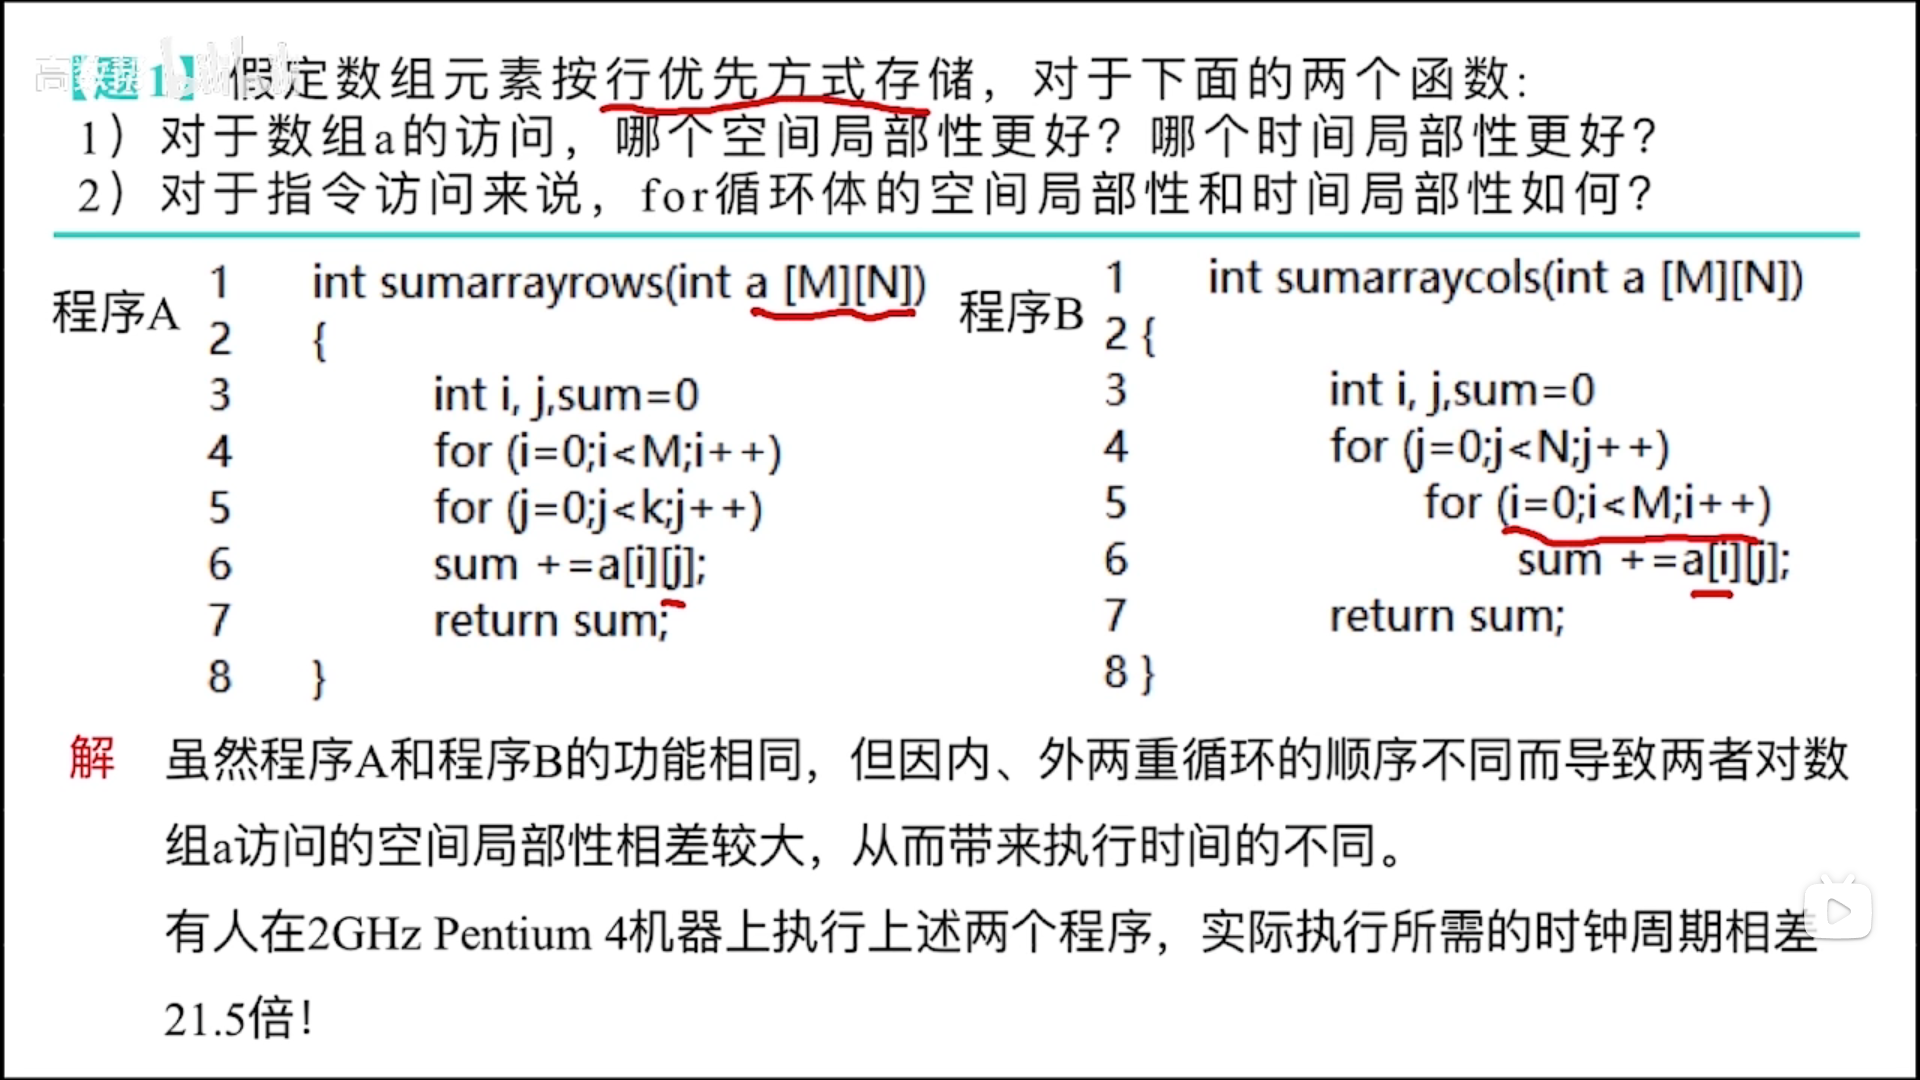 【题1】假定数组元素按行优先方式存储，对于下面的两个函数:
1）对于数组a的访问，哪个空间局部性更好？哪个时间局部性更好？
2）对于指令访问来说，for循环体的空间局部性和时间局部性如何？
程序A
1 int sumarrayrows(int a [M][N])
2 {
3 int i, j,sum=0
4 for (i=0;i<M;i++)
5 for (j=0;j<k;j++)
6 sum +=a[i][j];
7 return sum;
8 }
程序B
1 int sumarraycols(int a [M][N])
2 {
3 int i, j,sum=0
4 for (j=0;j<N;j++)
5 for (i=0;i<M;i++)
6 sum +=a[i][j];
7 return sum;
8 }
解 虽然程序A和程序B的功能相同，但因内、外两重循环的顺序不同而导致两者对数
组a访问的空间局部性相差较大，从而带来执行时间的不同。
有人在2GHz Pentium 4机器上执行上述两个程序，实际执行所需的时钟周期相差
21.5倍！